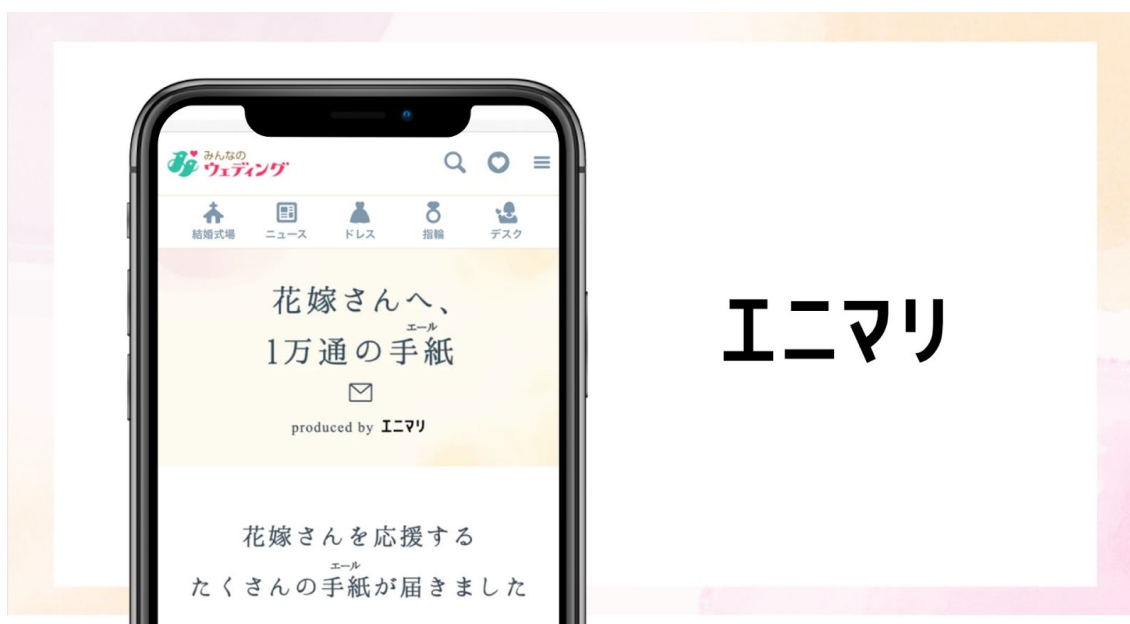 みんなの
ウェディング
結婚式場 ニュース ドレス 指輪 デスク
花嫁さんへ、
エール
1万通の手紙
produced by エニマリ
花嫁さんを応援する
エール
たくさんの手紙が届きました
エニマリ